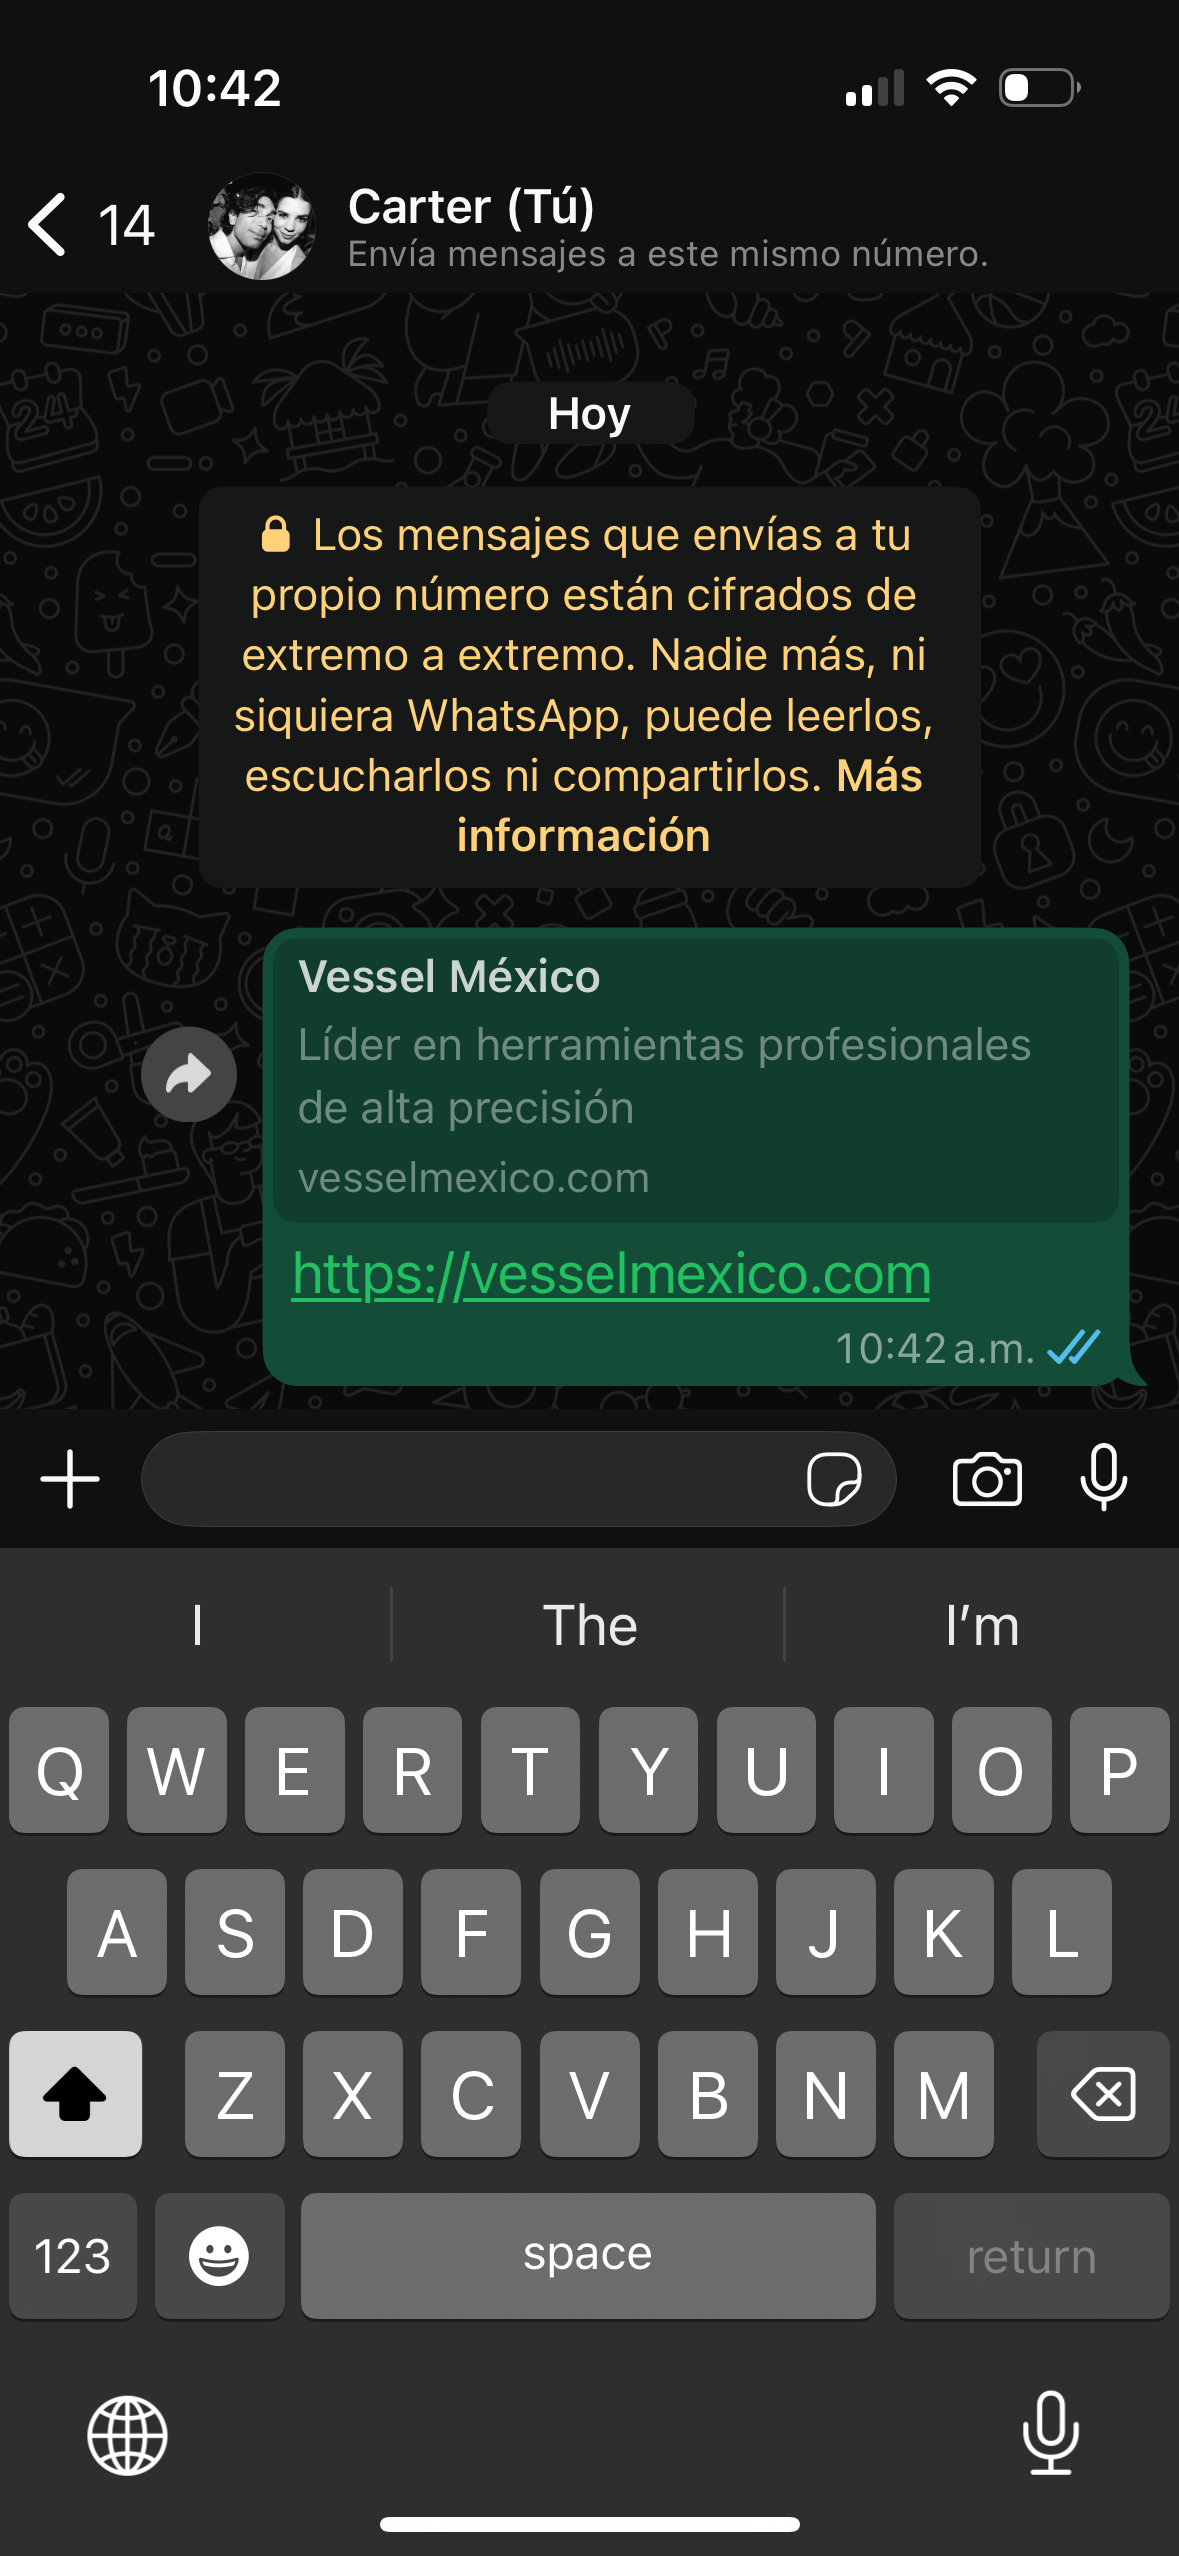 10:42
14
Carter (Tú)
Envía mensajes a este mismo número.
Hoy
Los mensajes que envías a tu
propio número están cifrados de
extremo a extremo. Nadie más, ni
siquiera WhatsApp, puede leerlos,
escucharlos ni compartirlos. Más
información
Vessel México
Líder en herramientas profesionales
de alta precisión
vesselmexico.com
https://vesselmexico.com
10:42 a.m.
I The I’m
Q W E R T Y U I O P
A S D F G H J K L
Z X C V B N M
123 space return